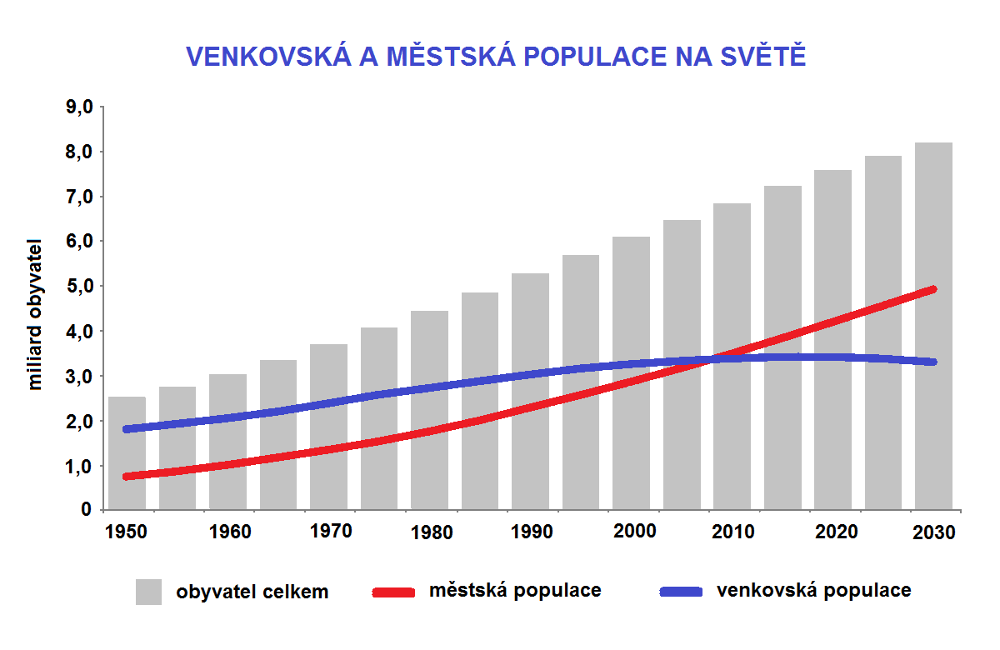 VENKOVSKÁ A MĚSTSKÁ POPULACE NA SVĚTĚ
9,0
8,0
7,0
6,0
5,0
4,0
3,0
2,0
1,0
0
miliard obyvatel
1950 1960 1970 1980 1990 2000 2010 2020 2030
obyvatel celkem městská populace venkovská populace